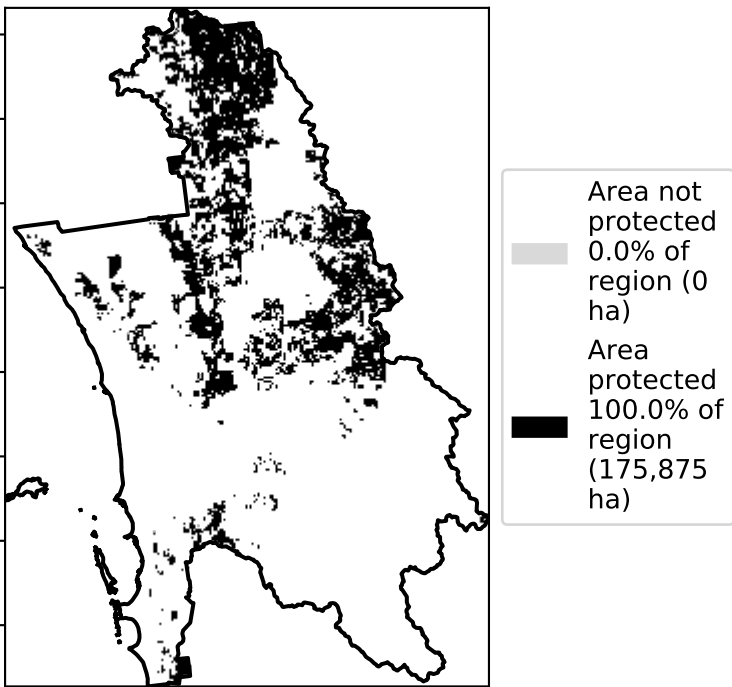 Area not
protected
0.0% of
region (0
ha)
Area
protected
100.0% of
region
(175,875
ha)